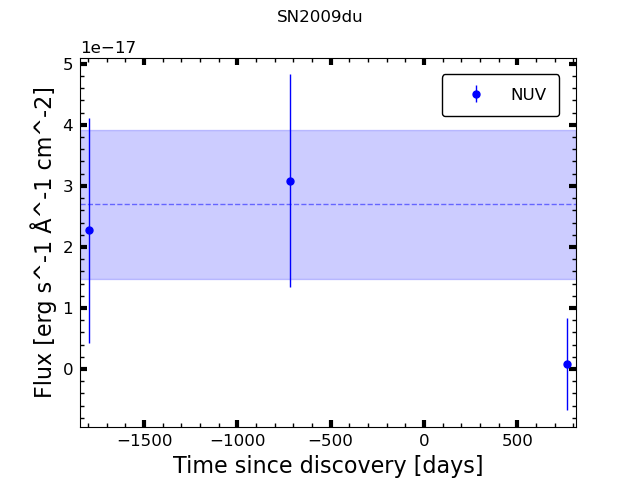 SN2009du
1e−17
5
4
3
2
1
0
Flux [erg s^-1 Å^-1 cm^-2]
NUV
−1500
−1000
−500
0
500
Time since discovery [days]